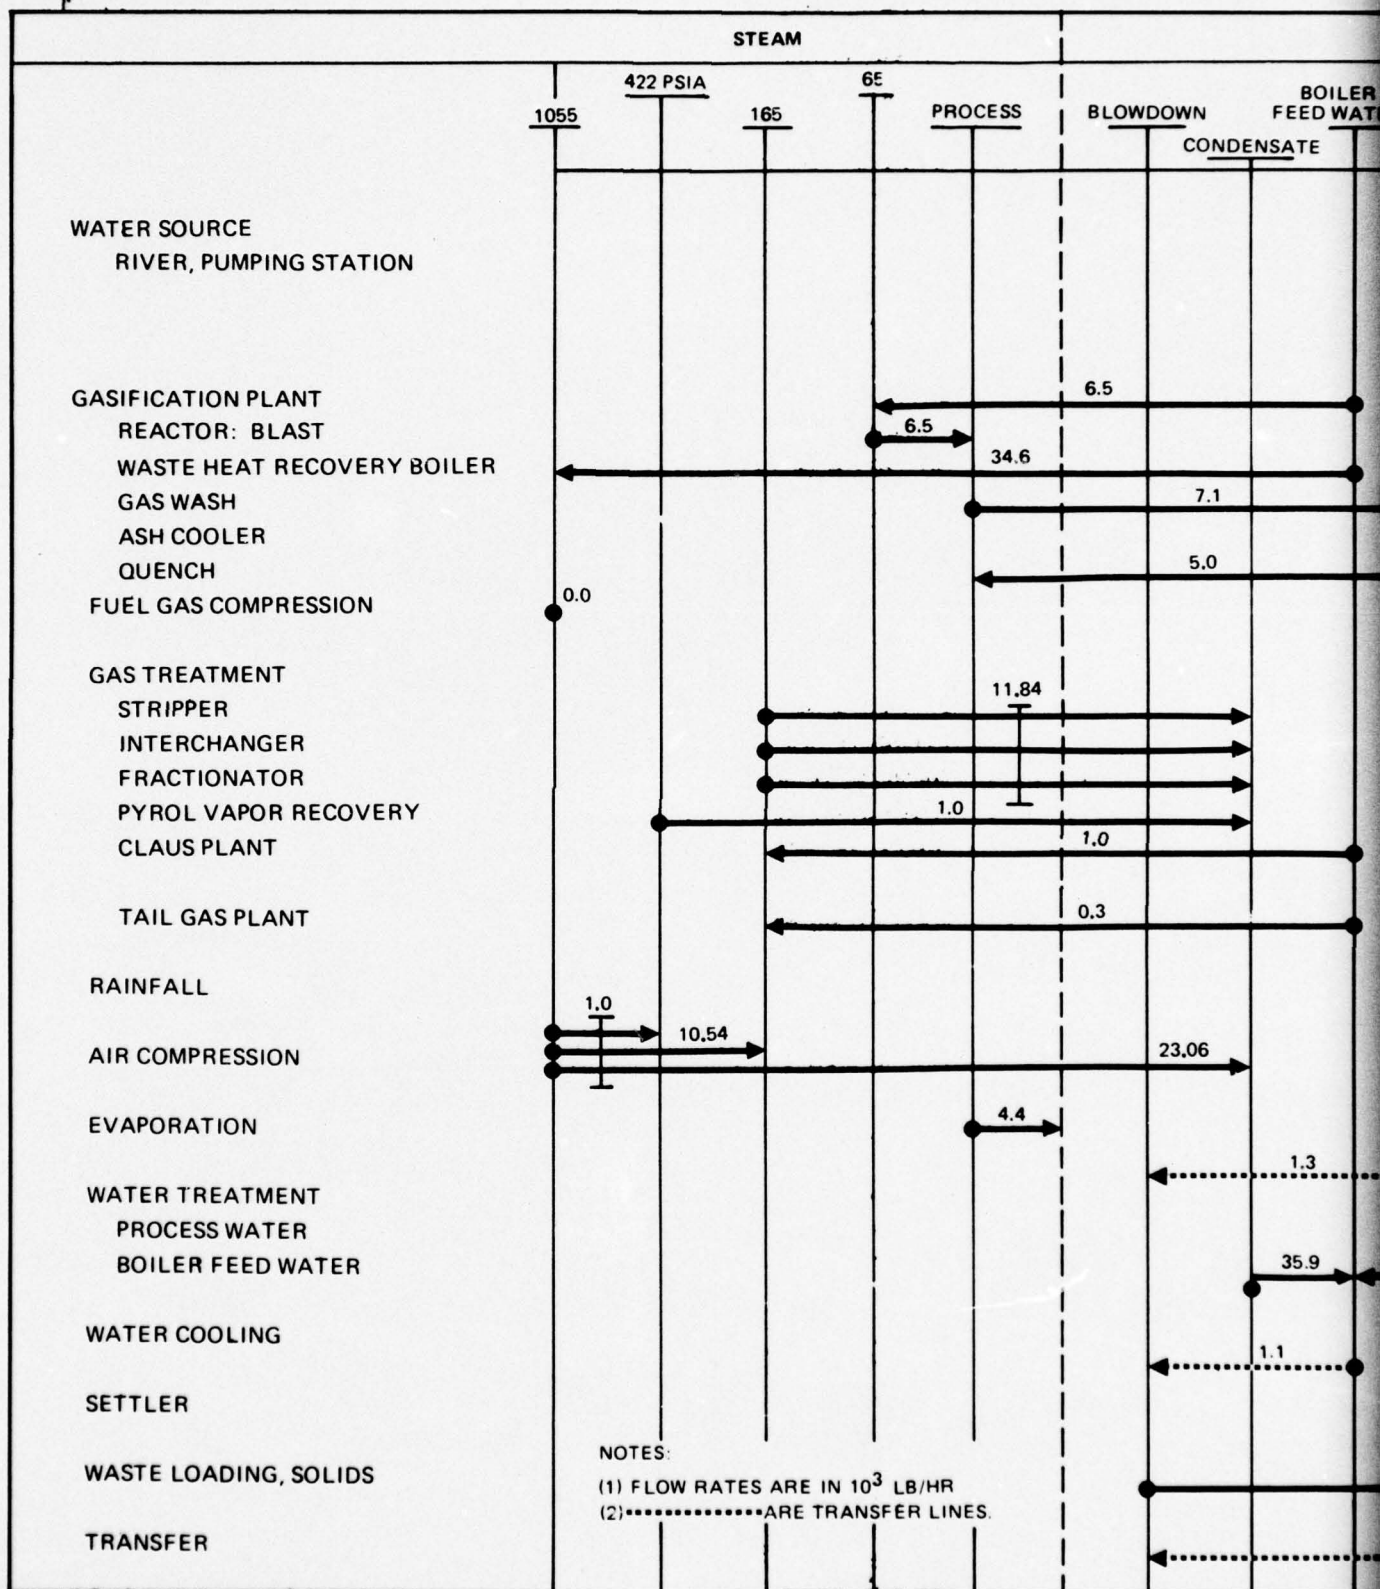 STEAM
422 PSIA
65
1055
165
PROCESS
BLOWDOWN
BOILER
FEED WAT
CONDENSATE
WATER SOURCE
RIVER, PUMPING STATION
GASIFICATION PLANT
6.5
REACTOR: BLAST
6.5
WASTE HEAT RECOVERY BOILER
34.6
GAS WASH
7.1
ASH COOLER
QUENCH
5.0
FUEL GAS COMPRESSION
0.0
GAS TREATMENT
11.84
STRIPPER
INTERCHANGER
FRACTIONATOR
PYROL VAPOR RECOVERY
1.0
CLAUS PLANT
1.0
TAIL GAS PLANT
0.3
RAINFALL
1.0
10.54
AIR COMPRESSION
23.06
EVAPORATION
4.4
1.3
WATER TREATMENT
PROCESS WATER
BOILER FEED WATER
35.9
WATER COOLING
1.1
SETTLER
NOTES:
WASTE LOADING, SOLIDS
(1) FLOW RATES ARE IN 10³ LB/HR
(2) ARE TRANSFER LINES.
TRANSFER